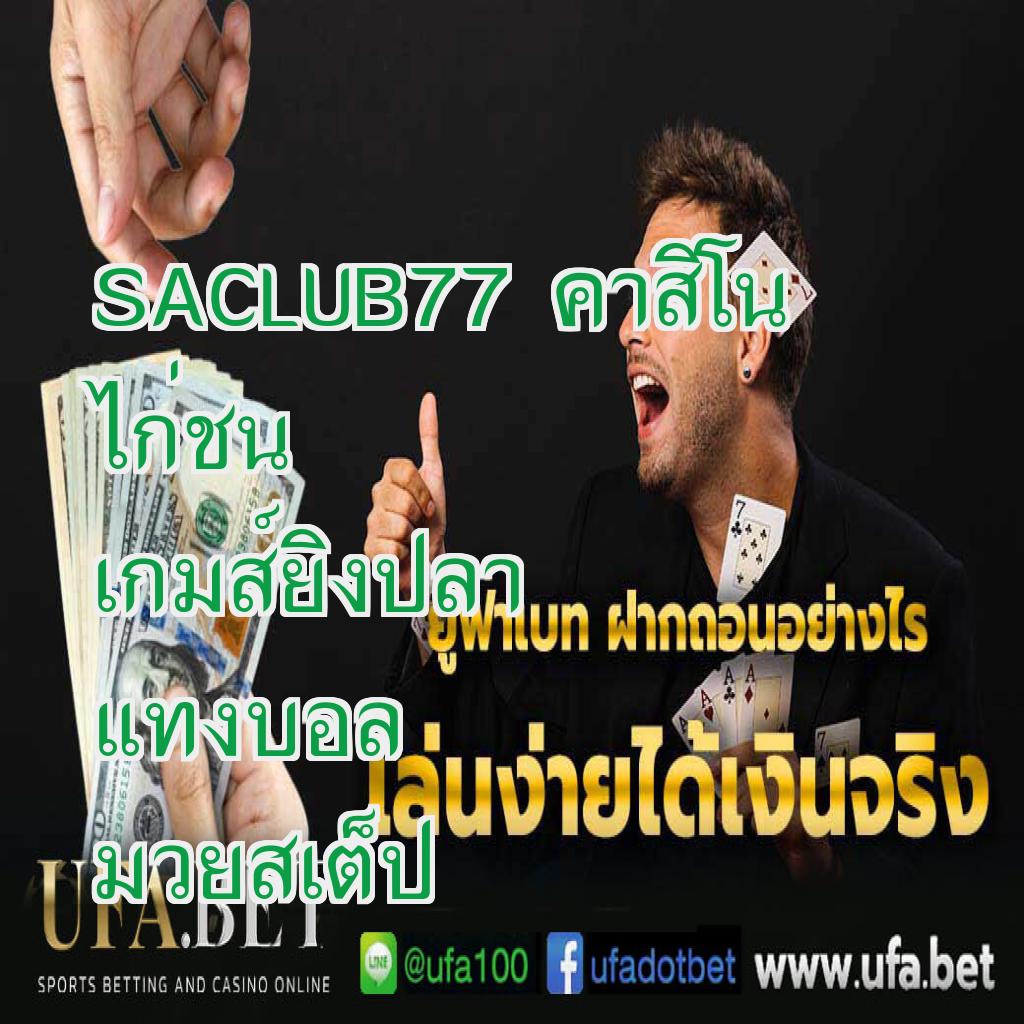 SACLUB77 คาสิโน
ไก่ชน
เกมส์ยิงปลา
ยูฟ่าเบท ฝากถอนอย่างไร
แทงบอล
เล่นง่ายได้เงินจริง
มวยสเต็ป
UFA.BET
SPORTS BETTING AND CASINO ONLINE
LINE @ufa100 f ufadotbet www.ufa.bet